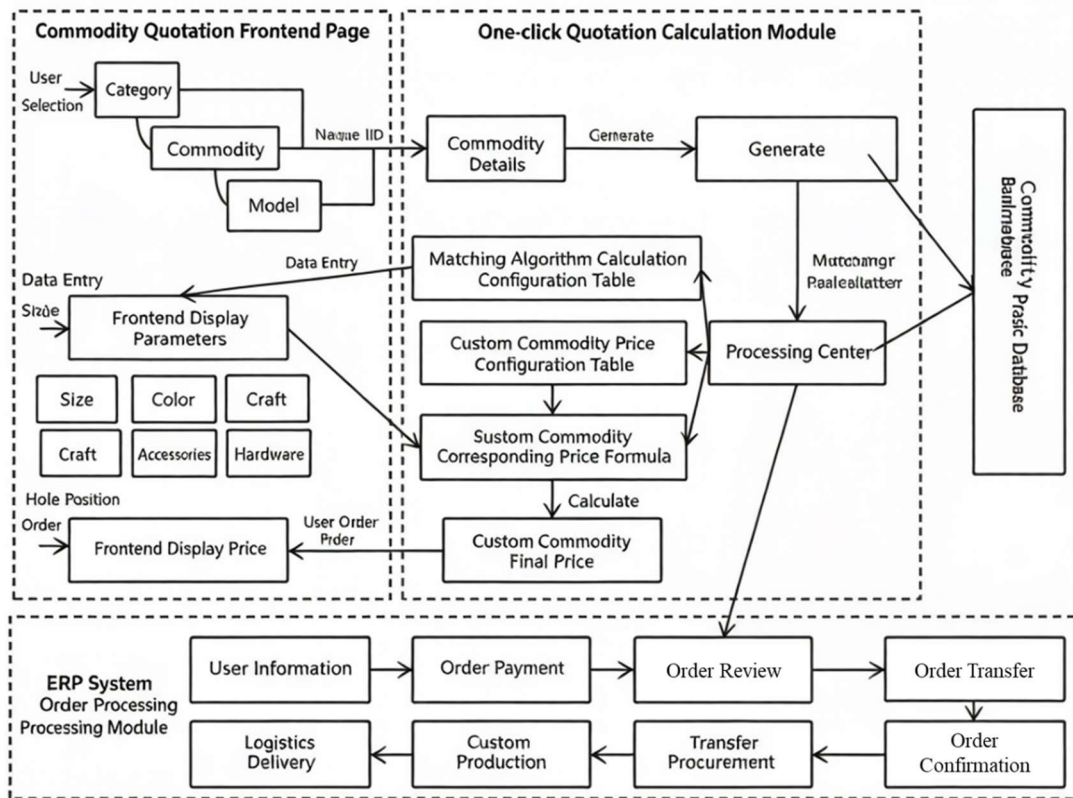 Commodity Quotation Frontend Page
One-click Quotation Calculation Module
User
Selection
Category
Commodity
Model
Commodity
Details
Generate
Generate
Matching Algorithm Calculation
Configuration Table
Data Entry
Data Entry
Frontend Display
Parameters
Custom Commodity Price
Configuration Table
Processing Center
Size
Color
Craft
Craft
Accessories
Hardware
Sustom Commodity
Corresponding Price Formula
Calculate
Hole Position
Order
Frontend Display Price
User Order
Custom Commodity
Final Price
Prasic Datibase
ERP System
Order Processing
Processing Module
User Information
Order Payment
Order Review
Order Transfer
Logistics
Delivery
Custom
Production
Transfer
Procurement
Order
Confirmation